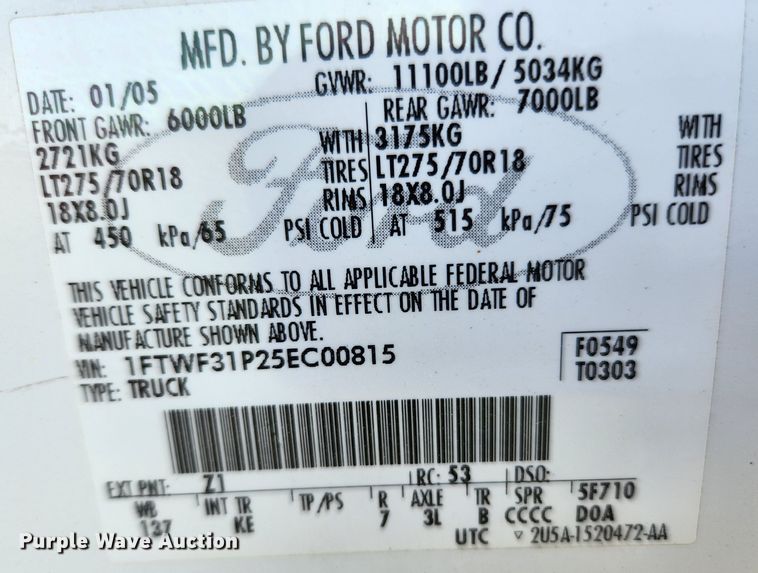 MFD. BY FORD MOTOR CO.
DATE: 01/05 GVWR: 11100LB/ 5034KG
FRONT GAWR: 6000LB REAR GAWR: 7000LB
2721KG WITH 3175KG WITH
LT275/70R18 TIRES LT275/70R18 TIRES
18X8.0J RIMS 18X8.0J RIMS
AT 450 kPa/65 PSI COLD AT 515 kPa/75 PSI COLD
Ford
THIS VEHICLE CONFORMS TO ALL APPLICABLE FEDERAL MOTOR
VEHICLE SAFETY STANDARDS IN EFFECT ON THE DATE OF
MANUFACTURE SHOWN ABOVE.
VIN: 1FTWF31P25EC00815 F0549
TYPE: TRUCK T0303
EXT PNT: Z1 RC: 53 DSO:
WB INT TR TP/PS R AXLE TR SPR 5F710
137 KE 7 3L B CCCC DOA
UTC ▽ 2U5A-1520472-AA
Purple Wave Auction